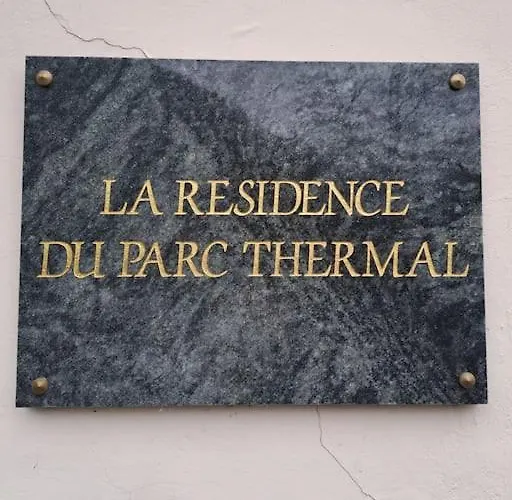 LA RESIDENCE
DU PARC THERMAL